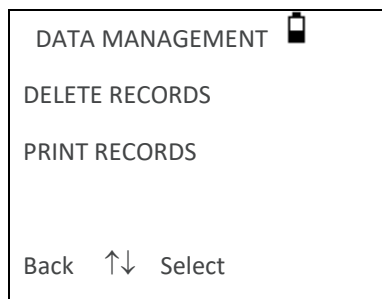 DATA MANAGEMENT
DELETE RECORDS
PRINT RECORDS
Back ↑↓ Select